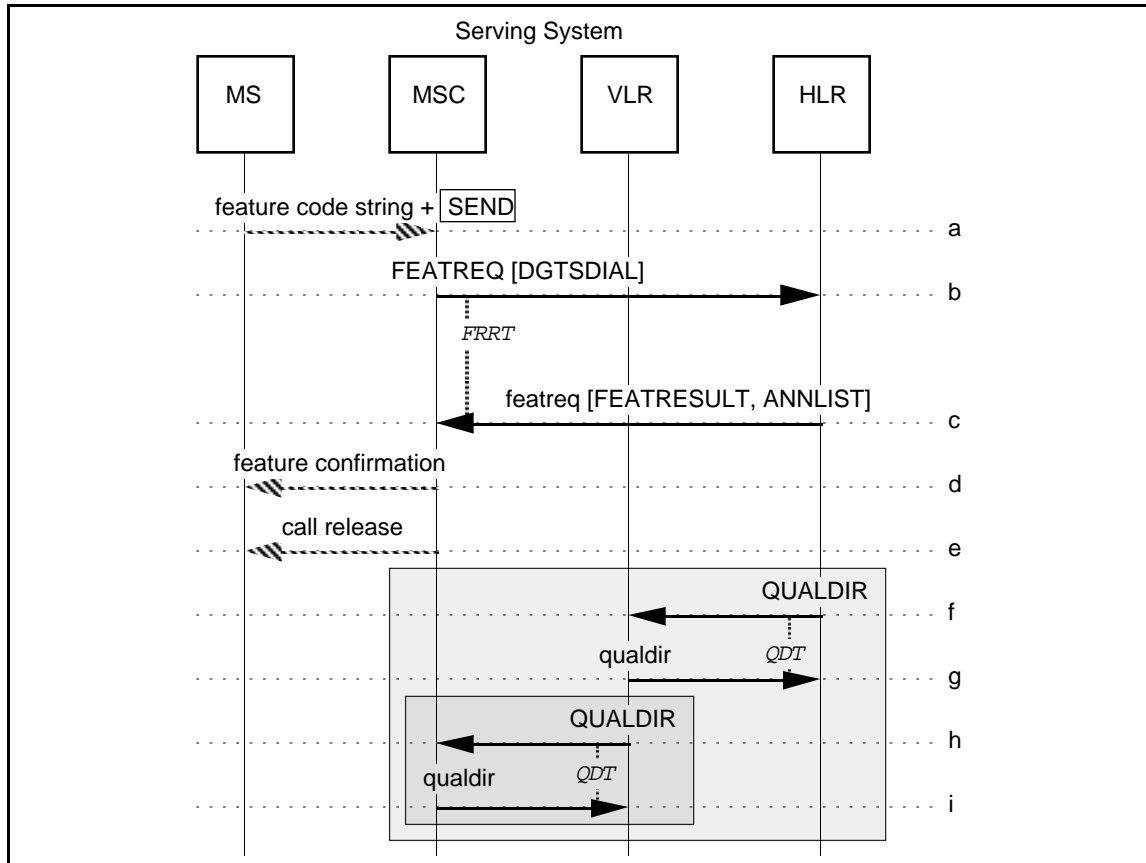 Serving System
MS MSC VLR HLR
feature code string + SEND
a
FEATREQ [DGTSDIAL]
b
FRRT
featreq [FEATRESULT, ANNLIST]
c
feature confirmation
d
call release
e
QUALDIR
f
QDT
qualdir
g
QUALDIR
h
QDT
qualdir
i